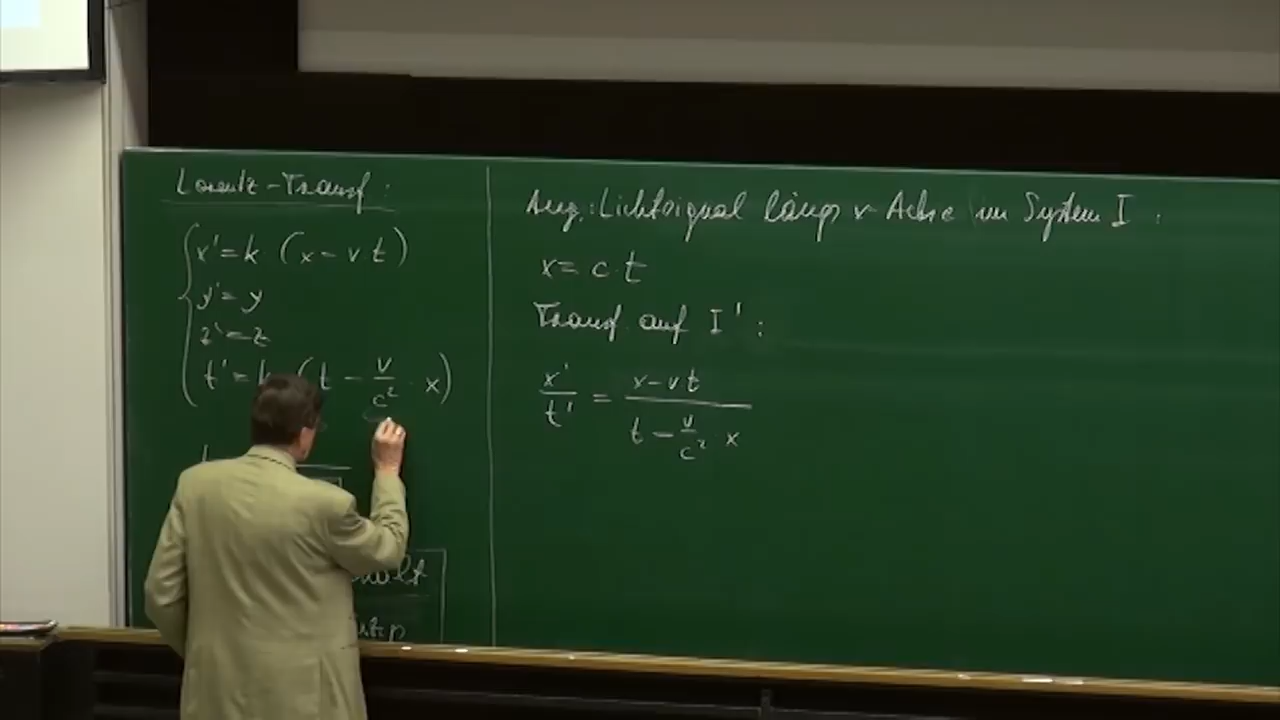 Lorentz-Transf:
x' = k (x - v t)
y' = y
z' = z
t' = k (t - v/c² · x)
Ang.: Lichtsignal längs x-Achse im System I :
x = c · t
Transf. auf I' :
x'/t' = (x - v t)/(t - v/c² · x)